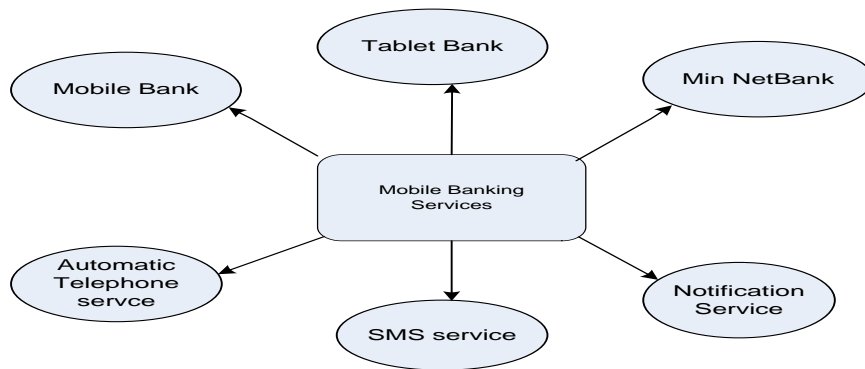 Tablet Bank
Mobile Bank
Min NetBank
Mobile Banking
Services
Automatic
Telephone
servce
SMS service
Notification
Service